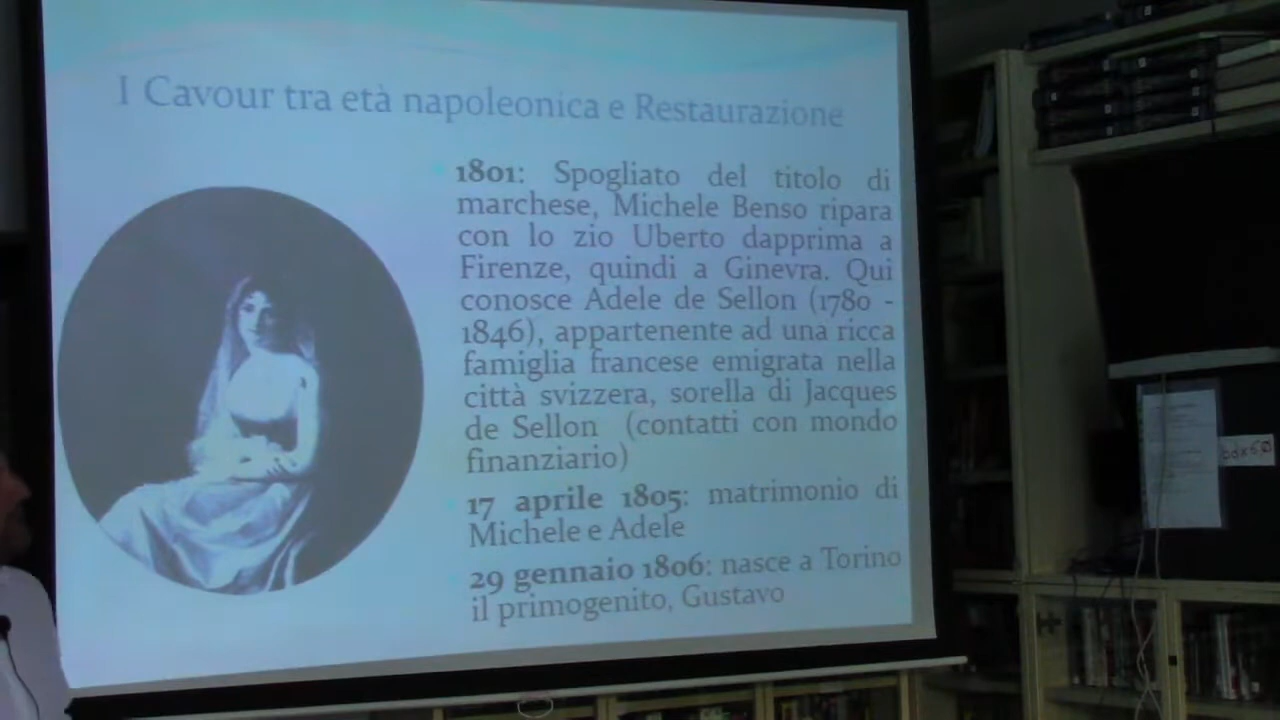 I Cavour tra età napoleonica e Restaurazione
1801: Spogliato del titolo di
marchese, Michele Benso ripara
con lo zio Uberto dapprima a
Firenze, quindi a Ginevra. Qui
conosce Adele de Sellon (1780 -
1846), appartenente ad una ricca
famiglia francese emigrata nella
città svizzera, sorella di Jacques
de Sellon (contatti con mondo
finanziario)
17 aprile 1805: matrimonio di
Michele e Adele
29 gennaio 1806: nasce a Torino
il primogenito, Gustavo